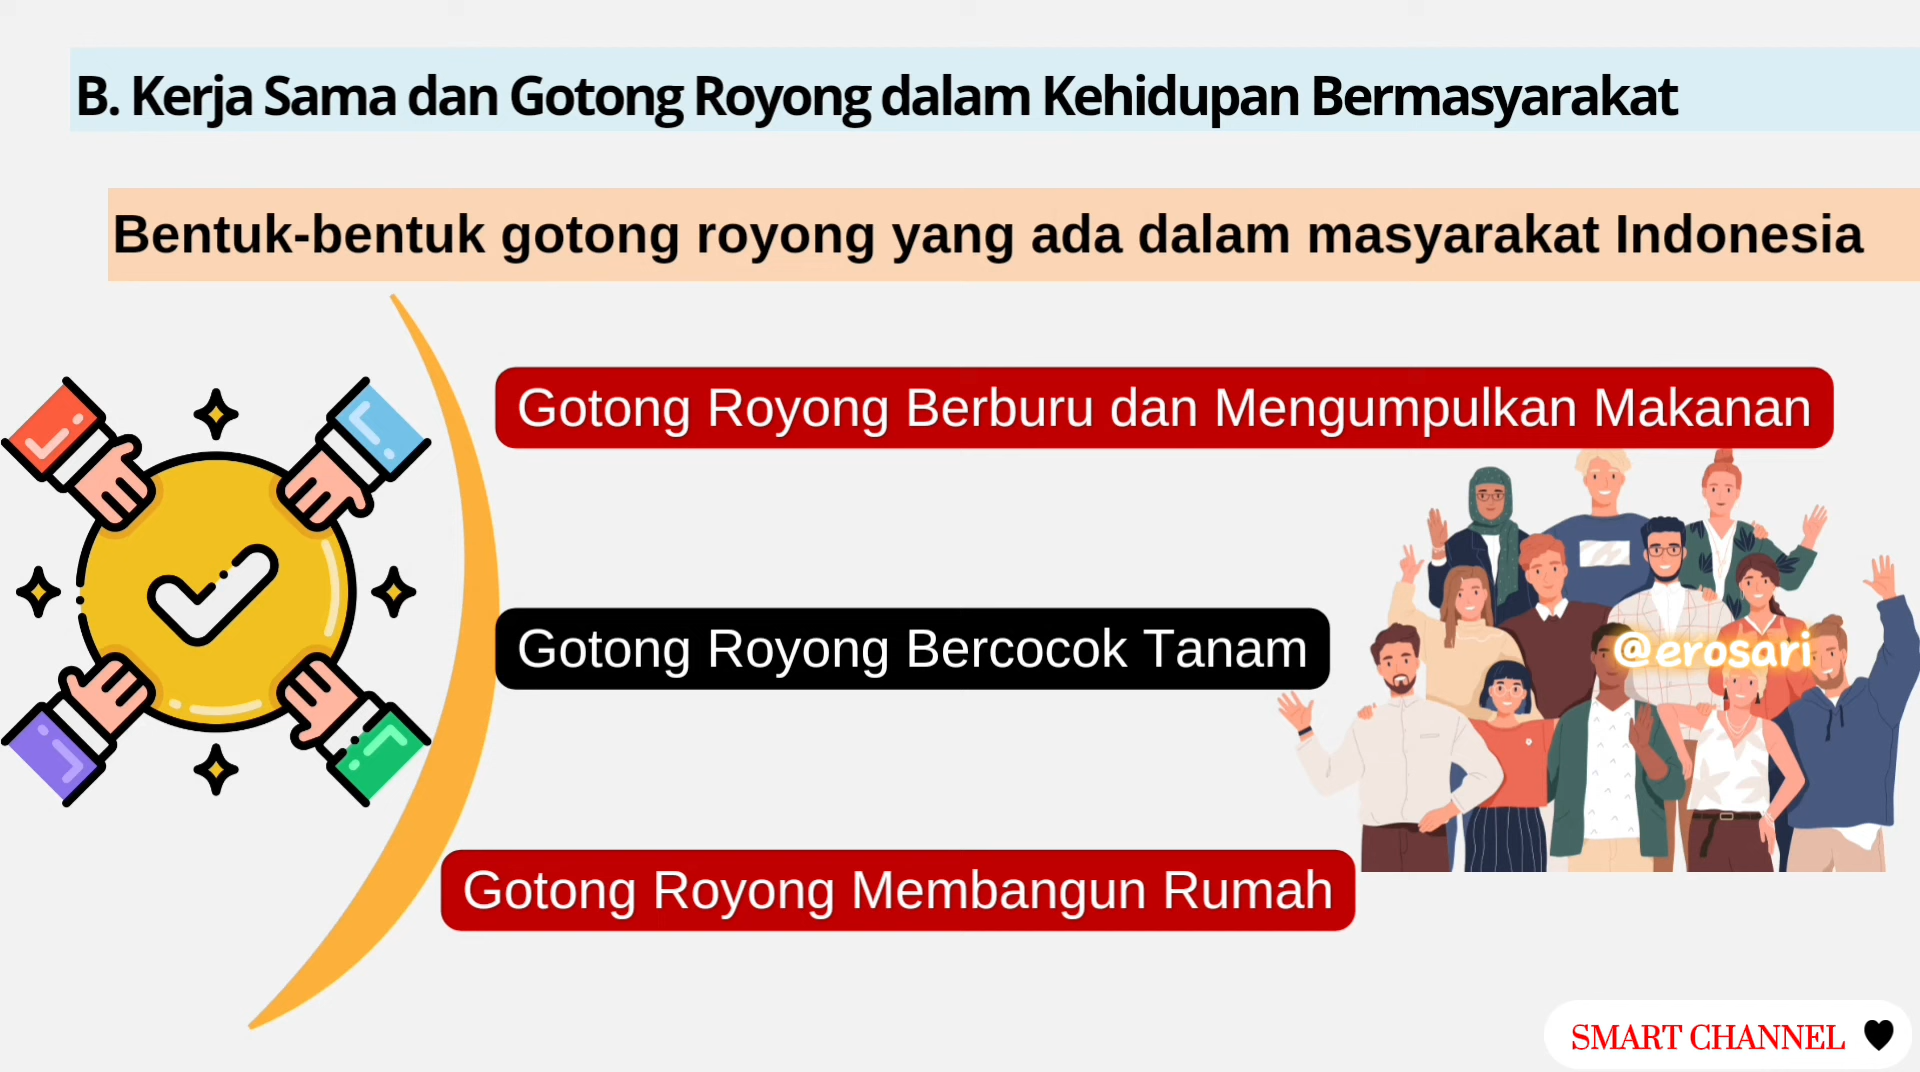 B. Kerja Sama dan Gotong Royong dalam Kehidupan Bermasyarakat
Bentuk-bentuk gotong royong yang ada dalam masyarakat Indonesia
Gotong Royong Berburu dan Mengumpulkan Makanan
Gotong Royong Bercocok Tanam
@erosari
Gotong Royong Membangun Rumah
SMART CHANNEL